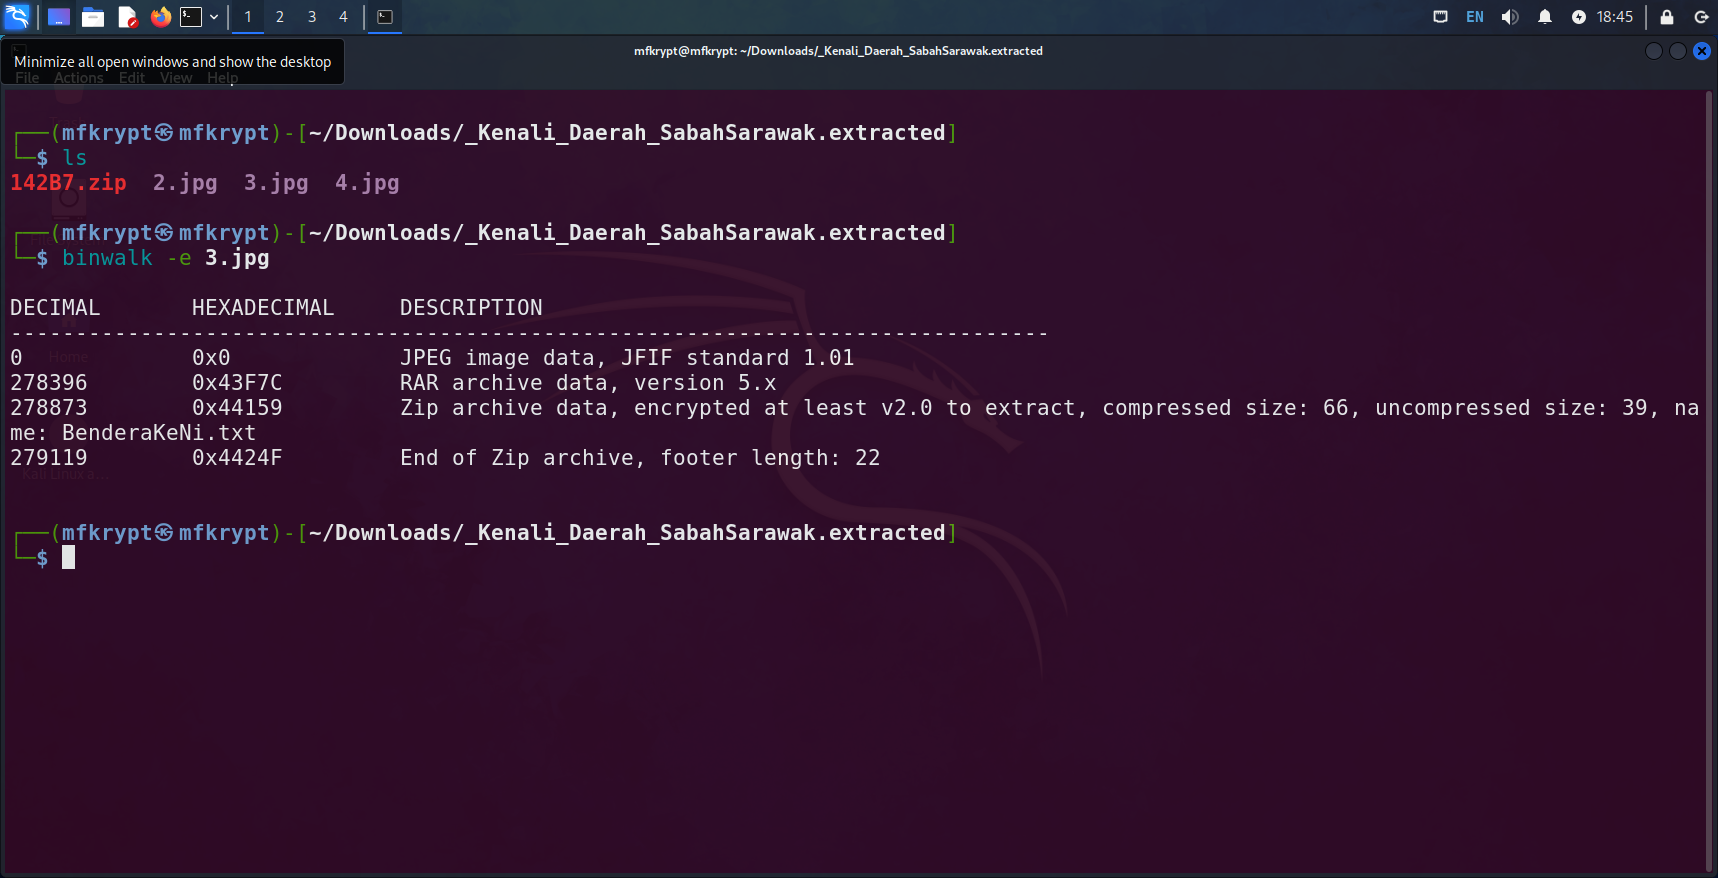 1 2 3 4 EN 18:45
mfkrypt@mfkrypt: ~/Downloads/_Kenali_Daerah_SabahSarawak.extracted
Minimize all open windows and show the desktop
File Actions Edit View Help
┌──(mfkrypt㉿mfkrypt)-[~/Downloads/_Kenali_Daerah_SabahSarawak.extracted]
└─$ ls
142B7.zip 2.jpg 3.jpg 4.jpg
┌──(mfkrypt㉿mfkrypt)-[~/Downloads/_Kenali_Daerah_SabahSarawak.extracted]
└─$ binwalk -e 3.jpg
DECIMAL HEXADECIMAL DESCRIPTION
--------------------------------------------------------------------------------
0 0x0 JPEG image data, JFIF standard 1.01
Home
278396 0x43F7C RAR archive data, version 5.x
278873 0x44159 Zip archive data, encrypted at least v2.0 to extract, compressed size: 66, uncompressed size: 39, na
me: BenderaKeNi.txt
279119 0x4424F End of Zip archive, footer length: 22
Kali Linux a...
┌──(mfkrypt㉿mfkrypt)-[~/Downloads/_Kenali_Daerah_SabahSarawak.extracted]
└─$